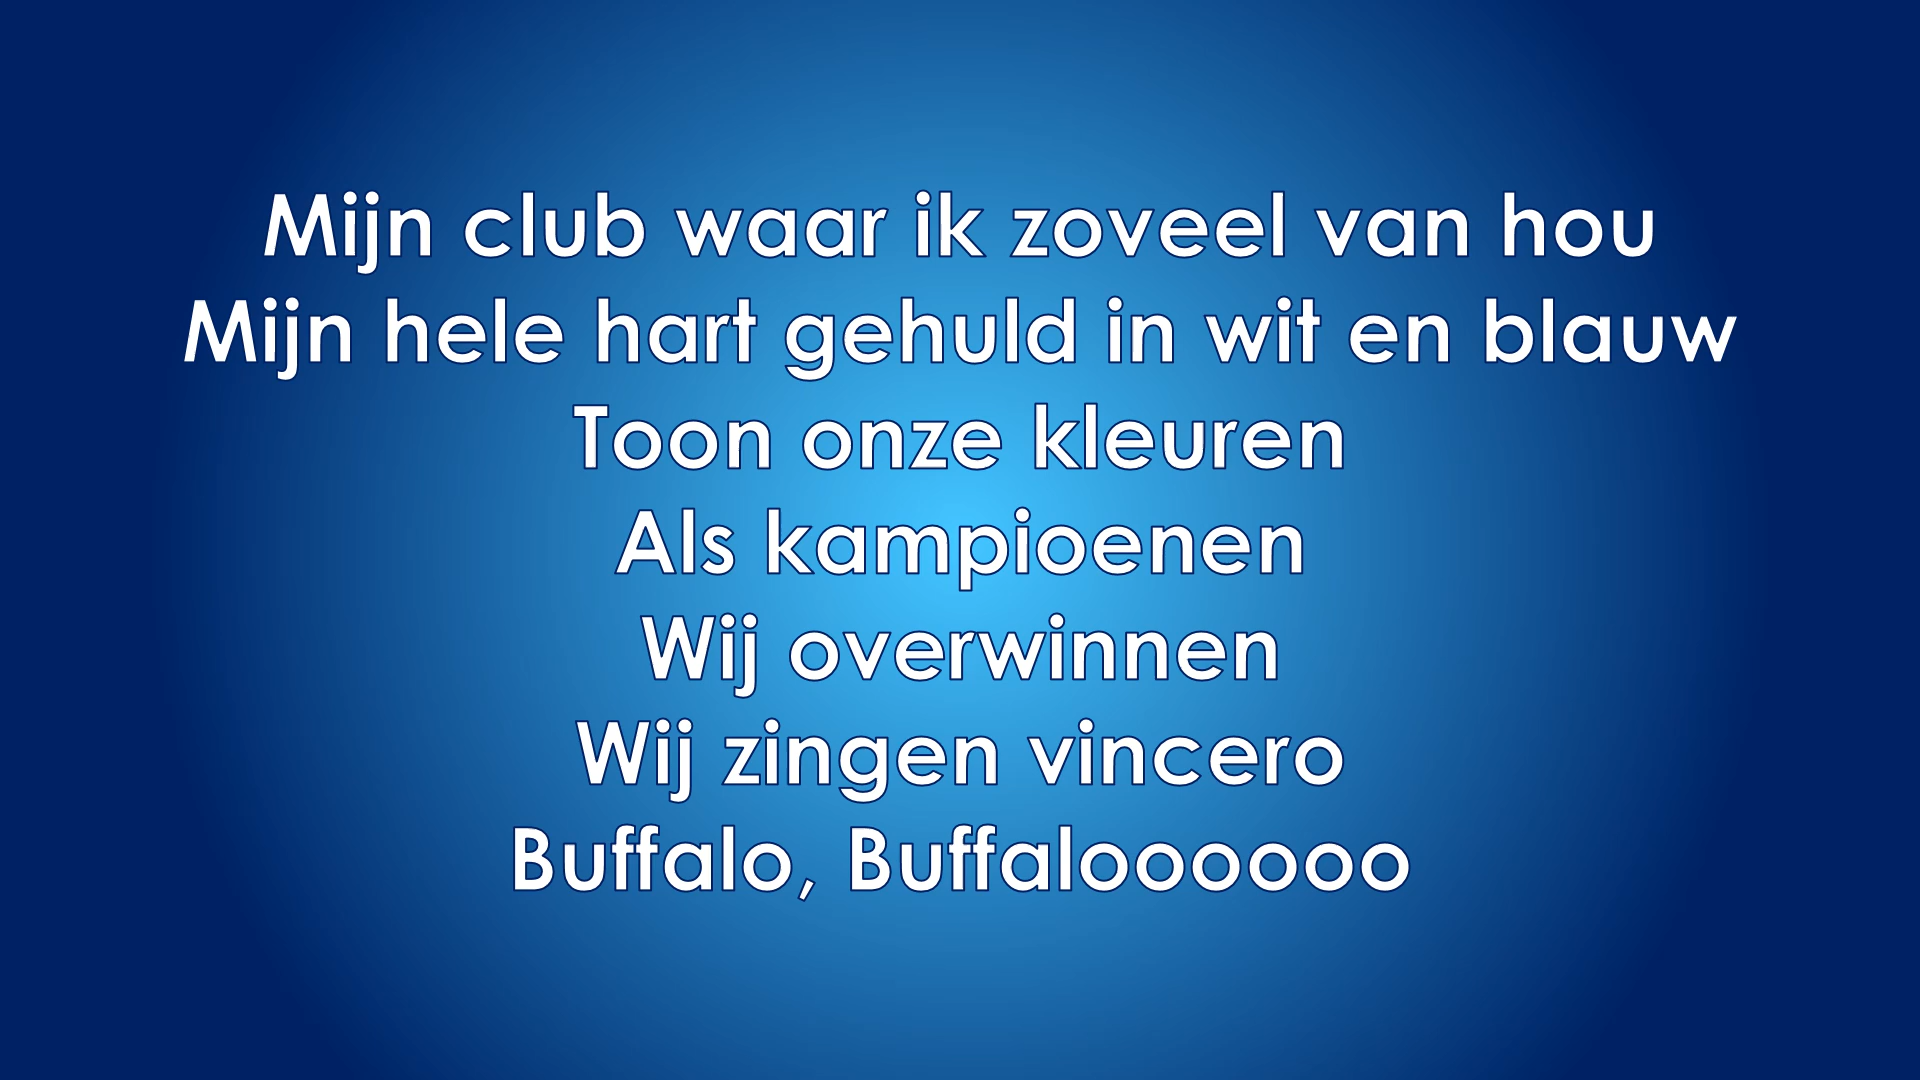 Mijn club waar ik zoveel van hou
Mijn hele hart gehuld in wit en blauw
Toon onze kleuren
Als kampioenen
Wij overwinnen
Wij zingen vincero
Buffalo, Buffaloooooo